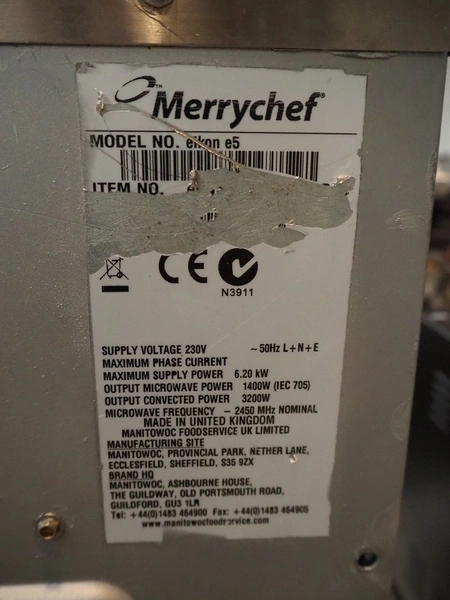 Merrychef
MODEL NO. eikon e5
ITEM NO.
CE
N3911
SUPPLY VOLTAGE 230V ~ 50Hz L+N+E
MAXIMUM PHASE CURRENT
MAXIMUM SUPPLY POWER 6.20 kW
OUTPUT MICROWAVE POWER 1400W (IEC 705)
OUTPUT CONVECTED POWER 3200W
MICROWAVE FREQUENCY – 2450 MHz NOMINAL
MADE IN UNITED KINGDOM
MANITOWOC FOODSERVICE UK LIMITED
MANUFACTURING SITE
MANITOWOC, PROVINCIAL PARK, NETHER LANE,
ECCLESFIELD, SHEFFIELD, S35 9ZX
BRAND HQ
MANITOWOC, ASHBOURNE HOUSE,
THE GUILDWAY, OLD PORTSMOUTH ROAD,
GUILDFORD, GU3 1LR
Tel: +44(0)1483 464900 Fax: +44(0)1483 464905
www.manitowocfoodservice.com